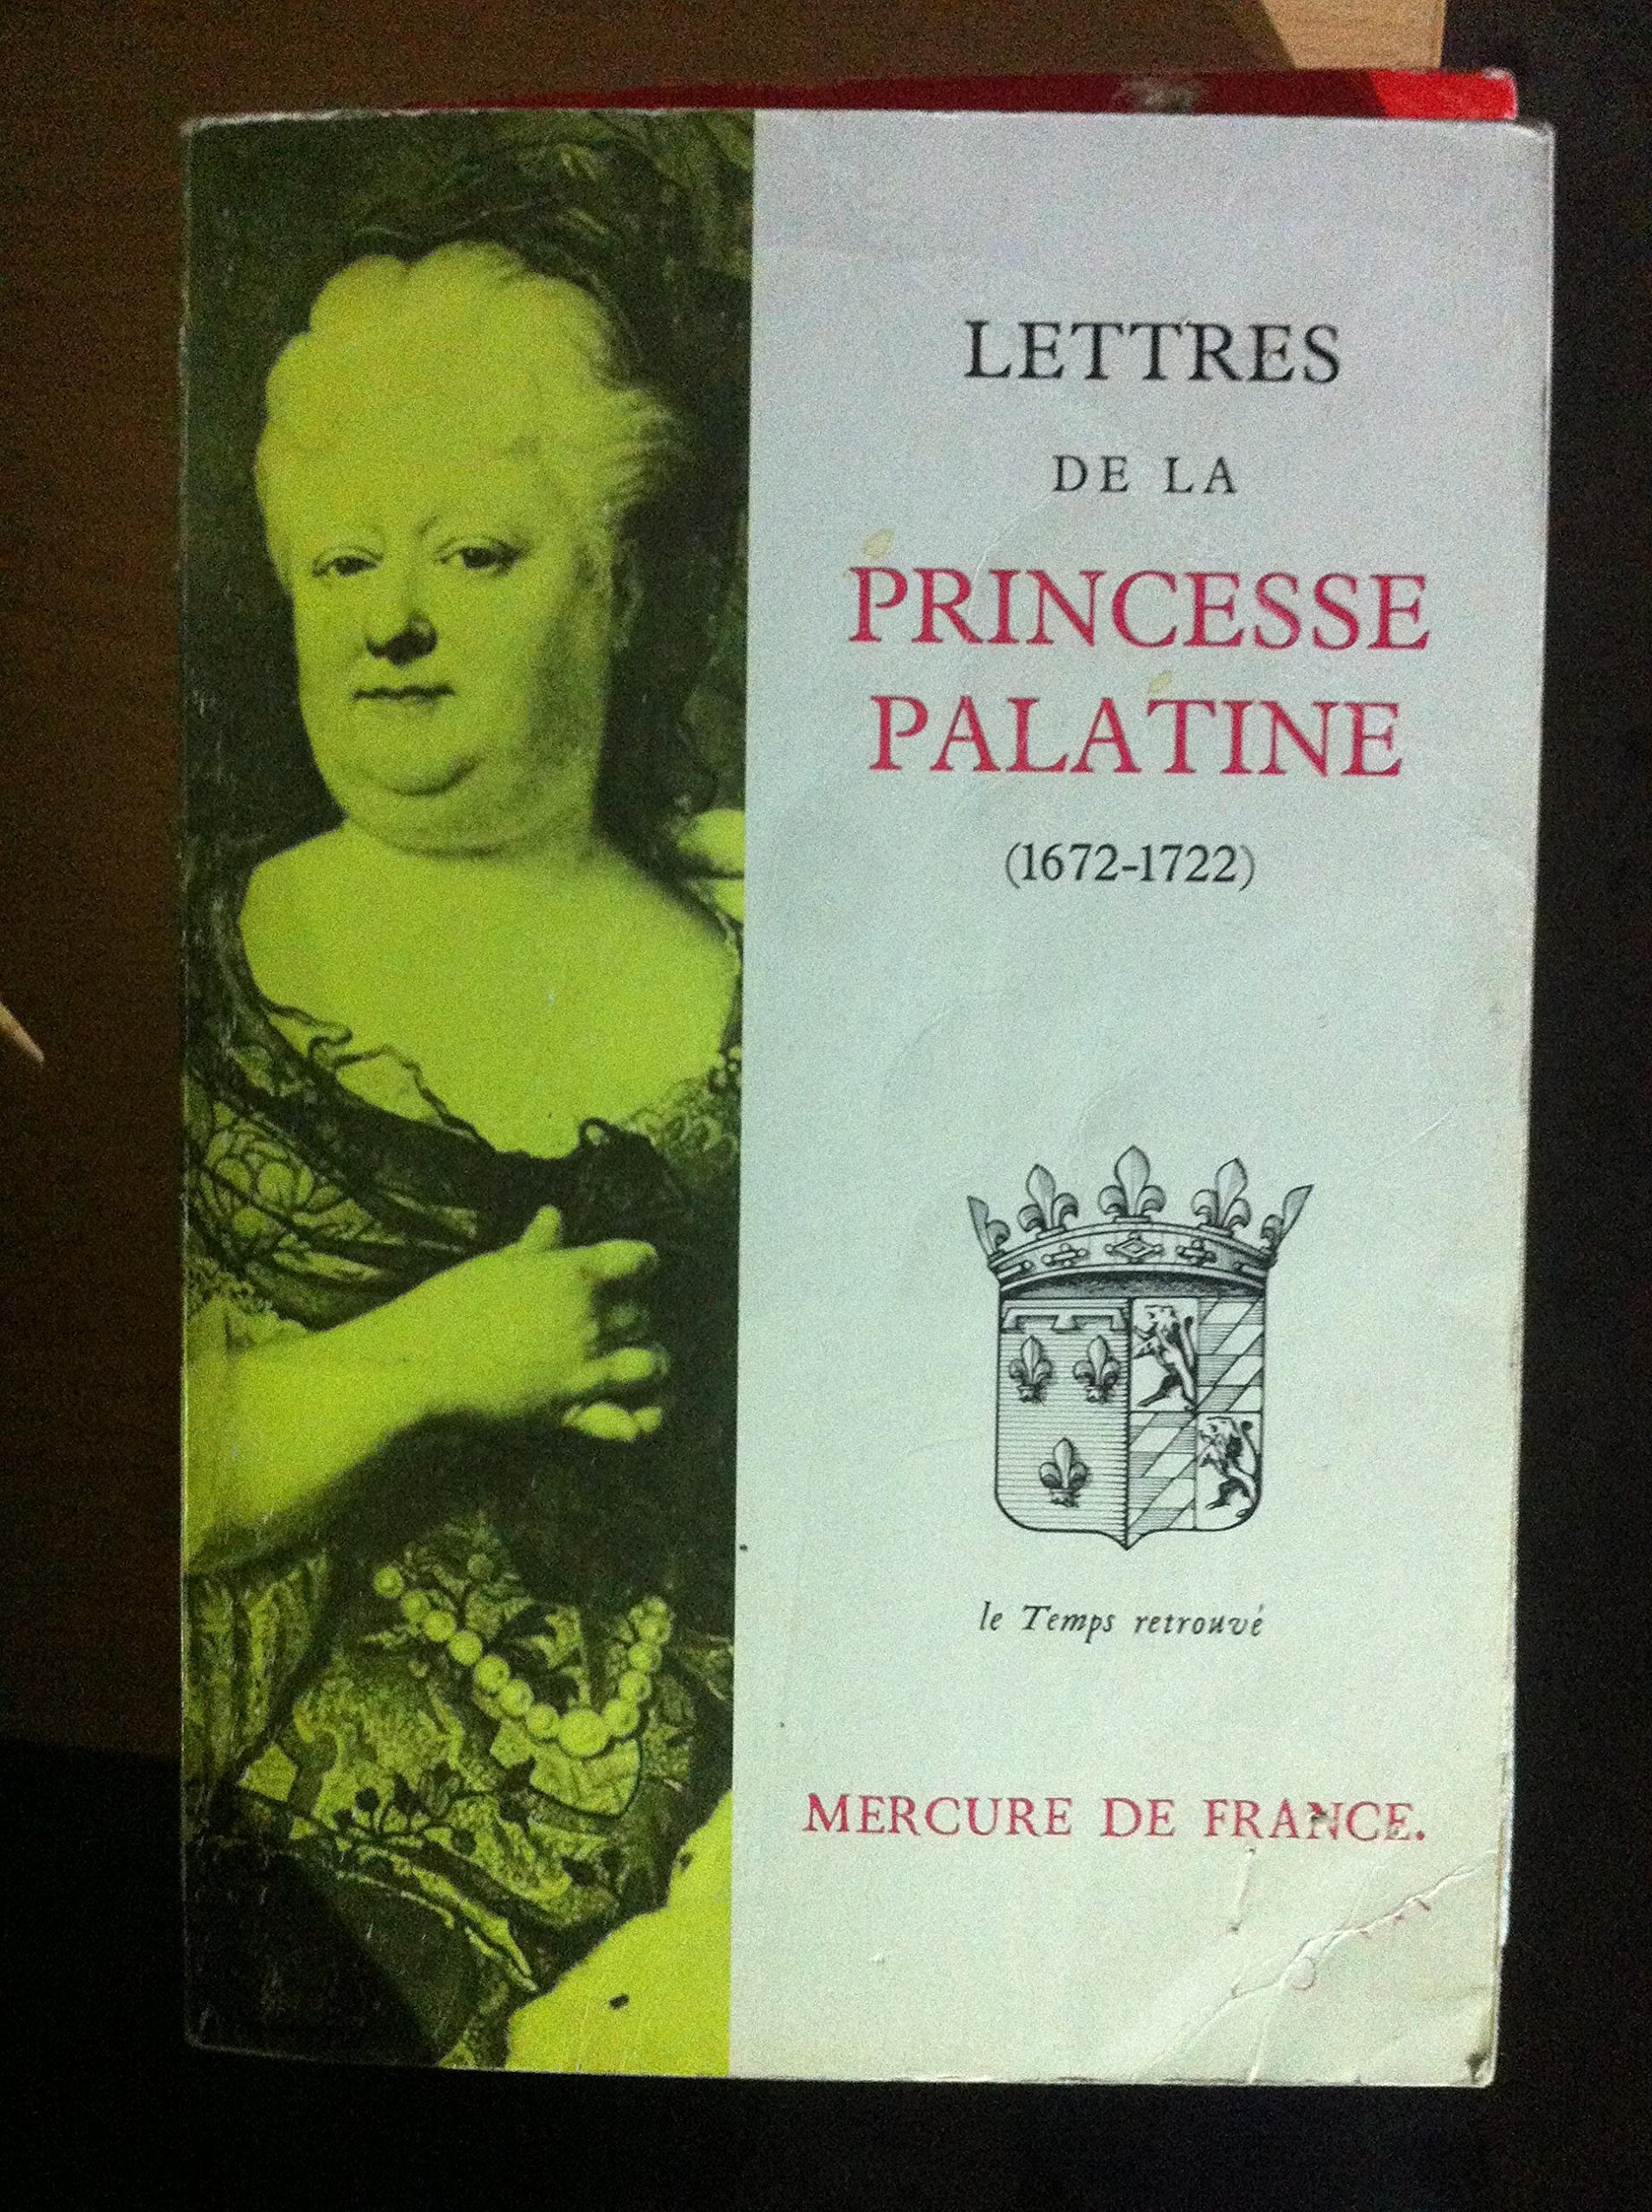 LETTRES
DE LA
PRINCESSE
PALATINE
(1672-1722)
le Temps retrouvé
MERCURE DE FRANCE.